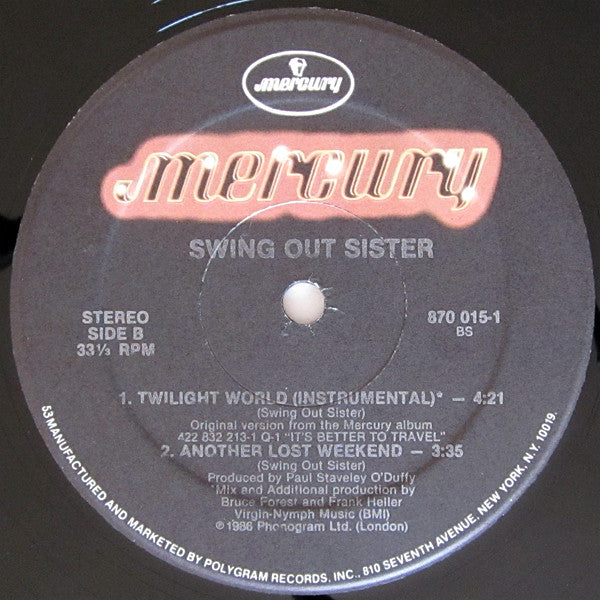 mercury
mercury
SWING OUT SISTER
STEREO
SIDE B
33⅓ RPM
870 015-1
BS
1. TWILIGHT WORLD (INSTRUMENTAL)* — 4:21
(Swing Out Sister)
Original version from the Mercury album
422 832 213-1 Q-1 "IT'S BETTER TO TRAVEL"
2. ANOTHER LOST WEEKEND — 3:35
(Swing Out Sister)
Produced by Paul Staveley O'Duffy
*Mix and Additional production by
Bruce Forest and Frank Heller
Virgin-Nymph Music (BMI)
℗1986 Phonogram Ltd. (London)
53 MANUFACTURED AND MARKETED BY POLYGRAM RECORDS, INC., 810 SEVENTH AVENUE, NEW YORK, N.Y. 10019.